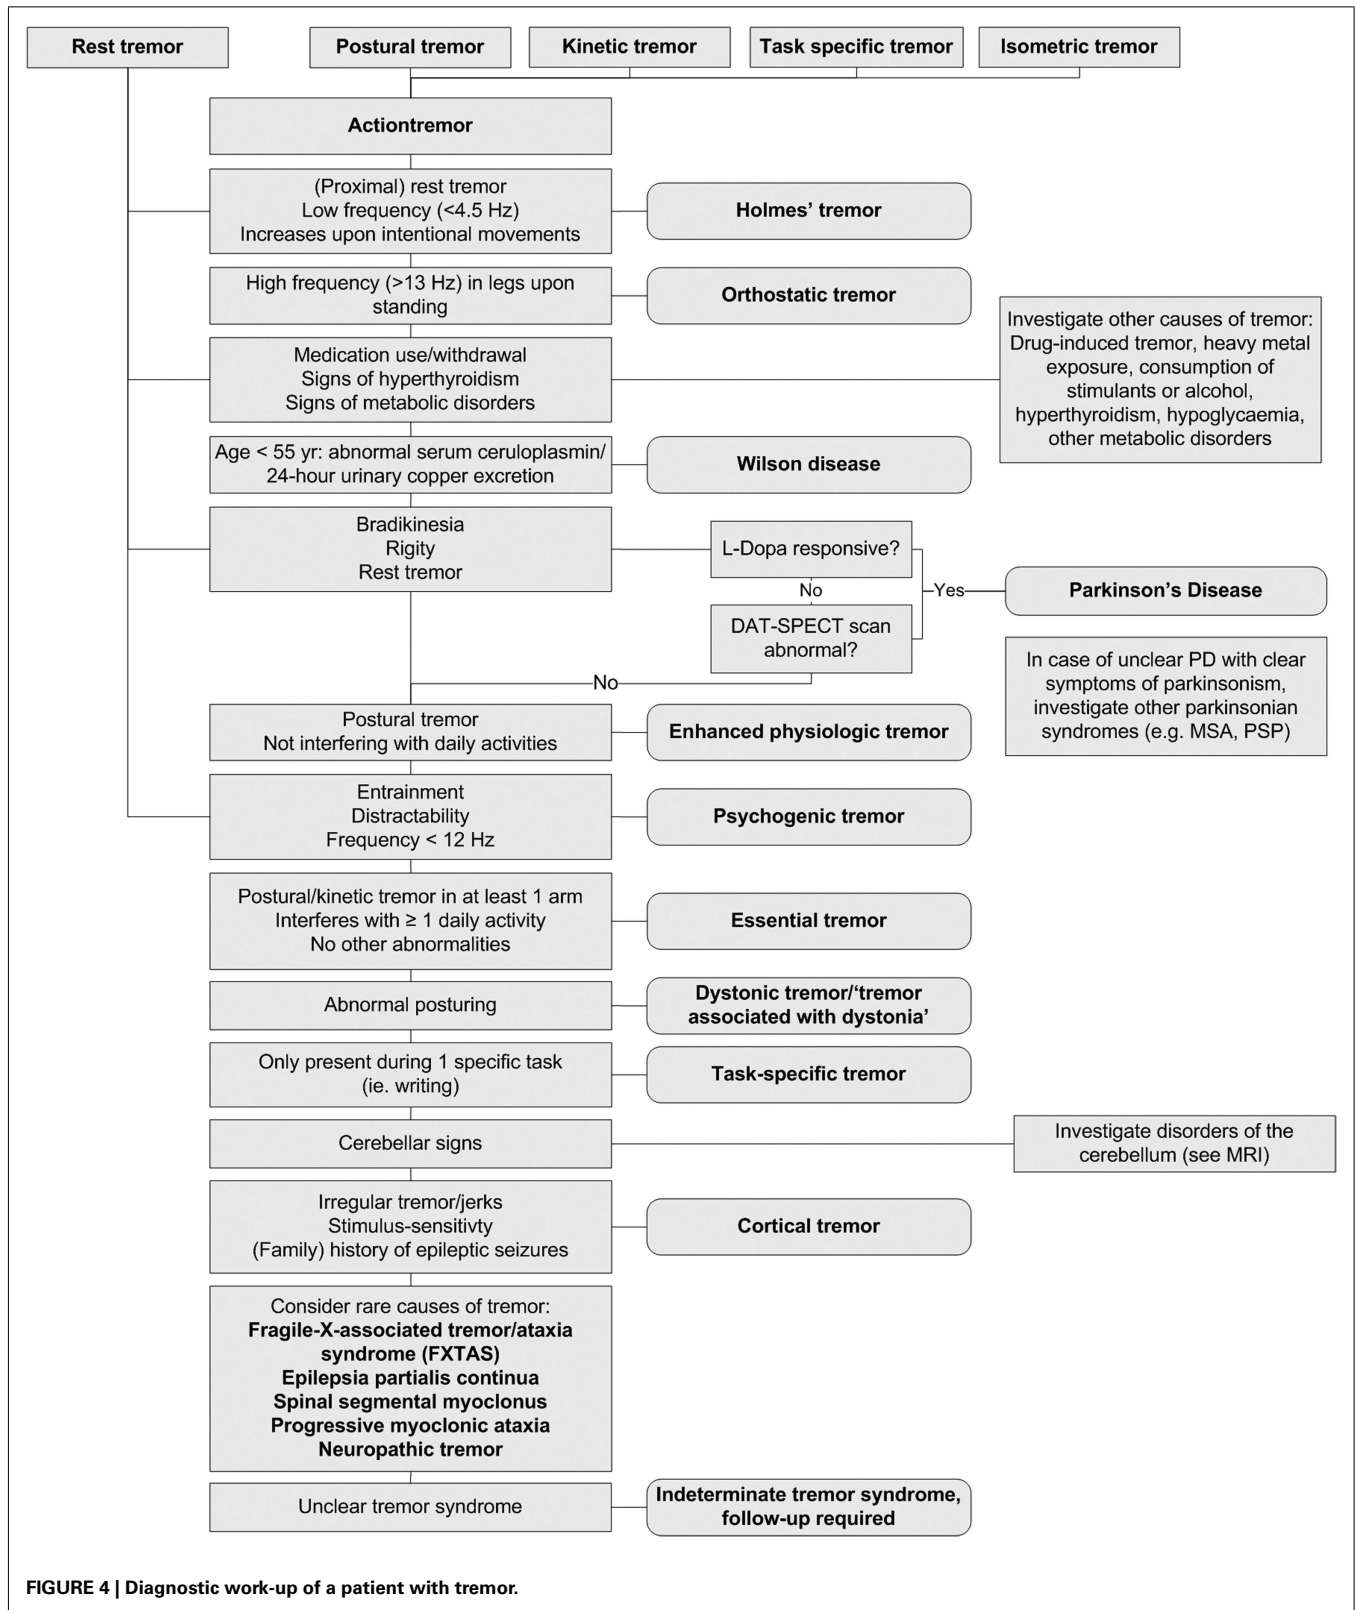 Rest tremor
Postural tremor
Kinetic tremor
Task specific tremor
Isometric tremor
Actiontremor
(Proximal) rest tremor
Low frequency (<4.5 Hz)
Increases upon intentional movements
Holmes’ tremor
High frequency (>13 Hz) in legs upon
standing
Orthostatic tremor
Medication use/withdrawal
Signs of hyperthyroidism
Signs of metabolic disorders
Investigate other causes of tremor:
Drug-induced tremor, heavy metal
exposure, consumption of
stimulants or alcohol,
hyperthyroidism, hypoglycaemia,
other metabolic disorders
Age < 55 yr: abnormal serum ceruloplasmin/
24-hour urinary copper excretion
Wilson disease
Bradikinesia
Rigity
Rest tremor
L-Dopa responsive?
No
DAT-SPECT scan
abnormal?
Yes
Parkinson’s Disease
In case of unclear PD with clear
symptoms of parkinsonism,
investigate other parkinsonian
syndromes (e.g. MSA, PSP)
No
Postural tremor
Not interfering with daily activities
Enhanced physiologic tremor
Entrainment
Distractability
Frequency < 12 Hz
Psychogenic tremor
Postural/kinetic tremor in at least 1 arm
Interferes with ≥ 1 daily activity
No other abnormalities
Essential tremor
Abnormal posturing
Dystonic tremor/‘tremor
associated with dystonia’
Only present during 1 specific task
(ie. writing)
Task-specific tremor
Cerebellar signs
Investigate disorders of the
cerebellum (see MRI)
Irregular tremor/jerks
Stimulus-sensitivty
(Family) history of epileptic seizures
Cortical tremor
Consider rare causes of tremor:
Fragile-X-associated tremor/ataxia
syndrome (FXTAS)
Epilepsia partialis continua
Spinal segmental myoclonus
Progressive myoclonic ataxia
Neuropathic tremor
Unclear tremor syndrome
Indeterminate tremor syndrome,
follow-up required
FIGURE 4 | Diagnostic work-up of a patient with tremor.